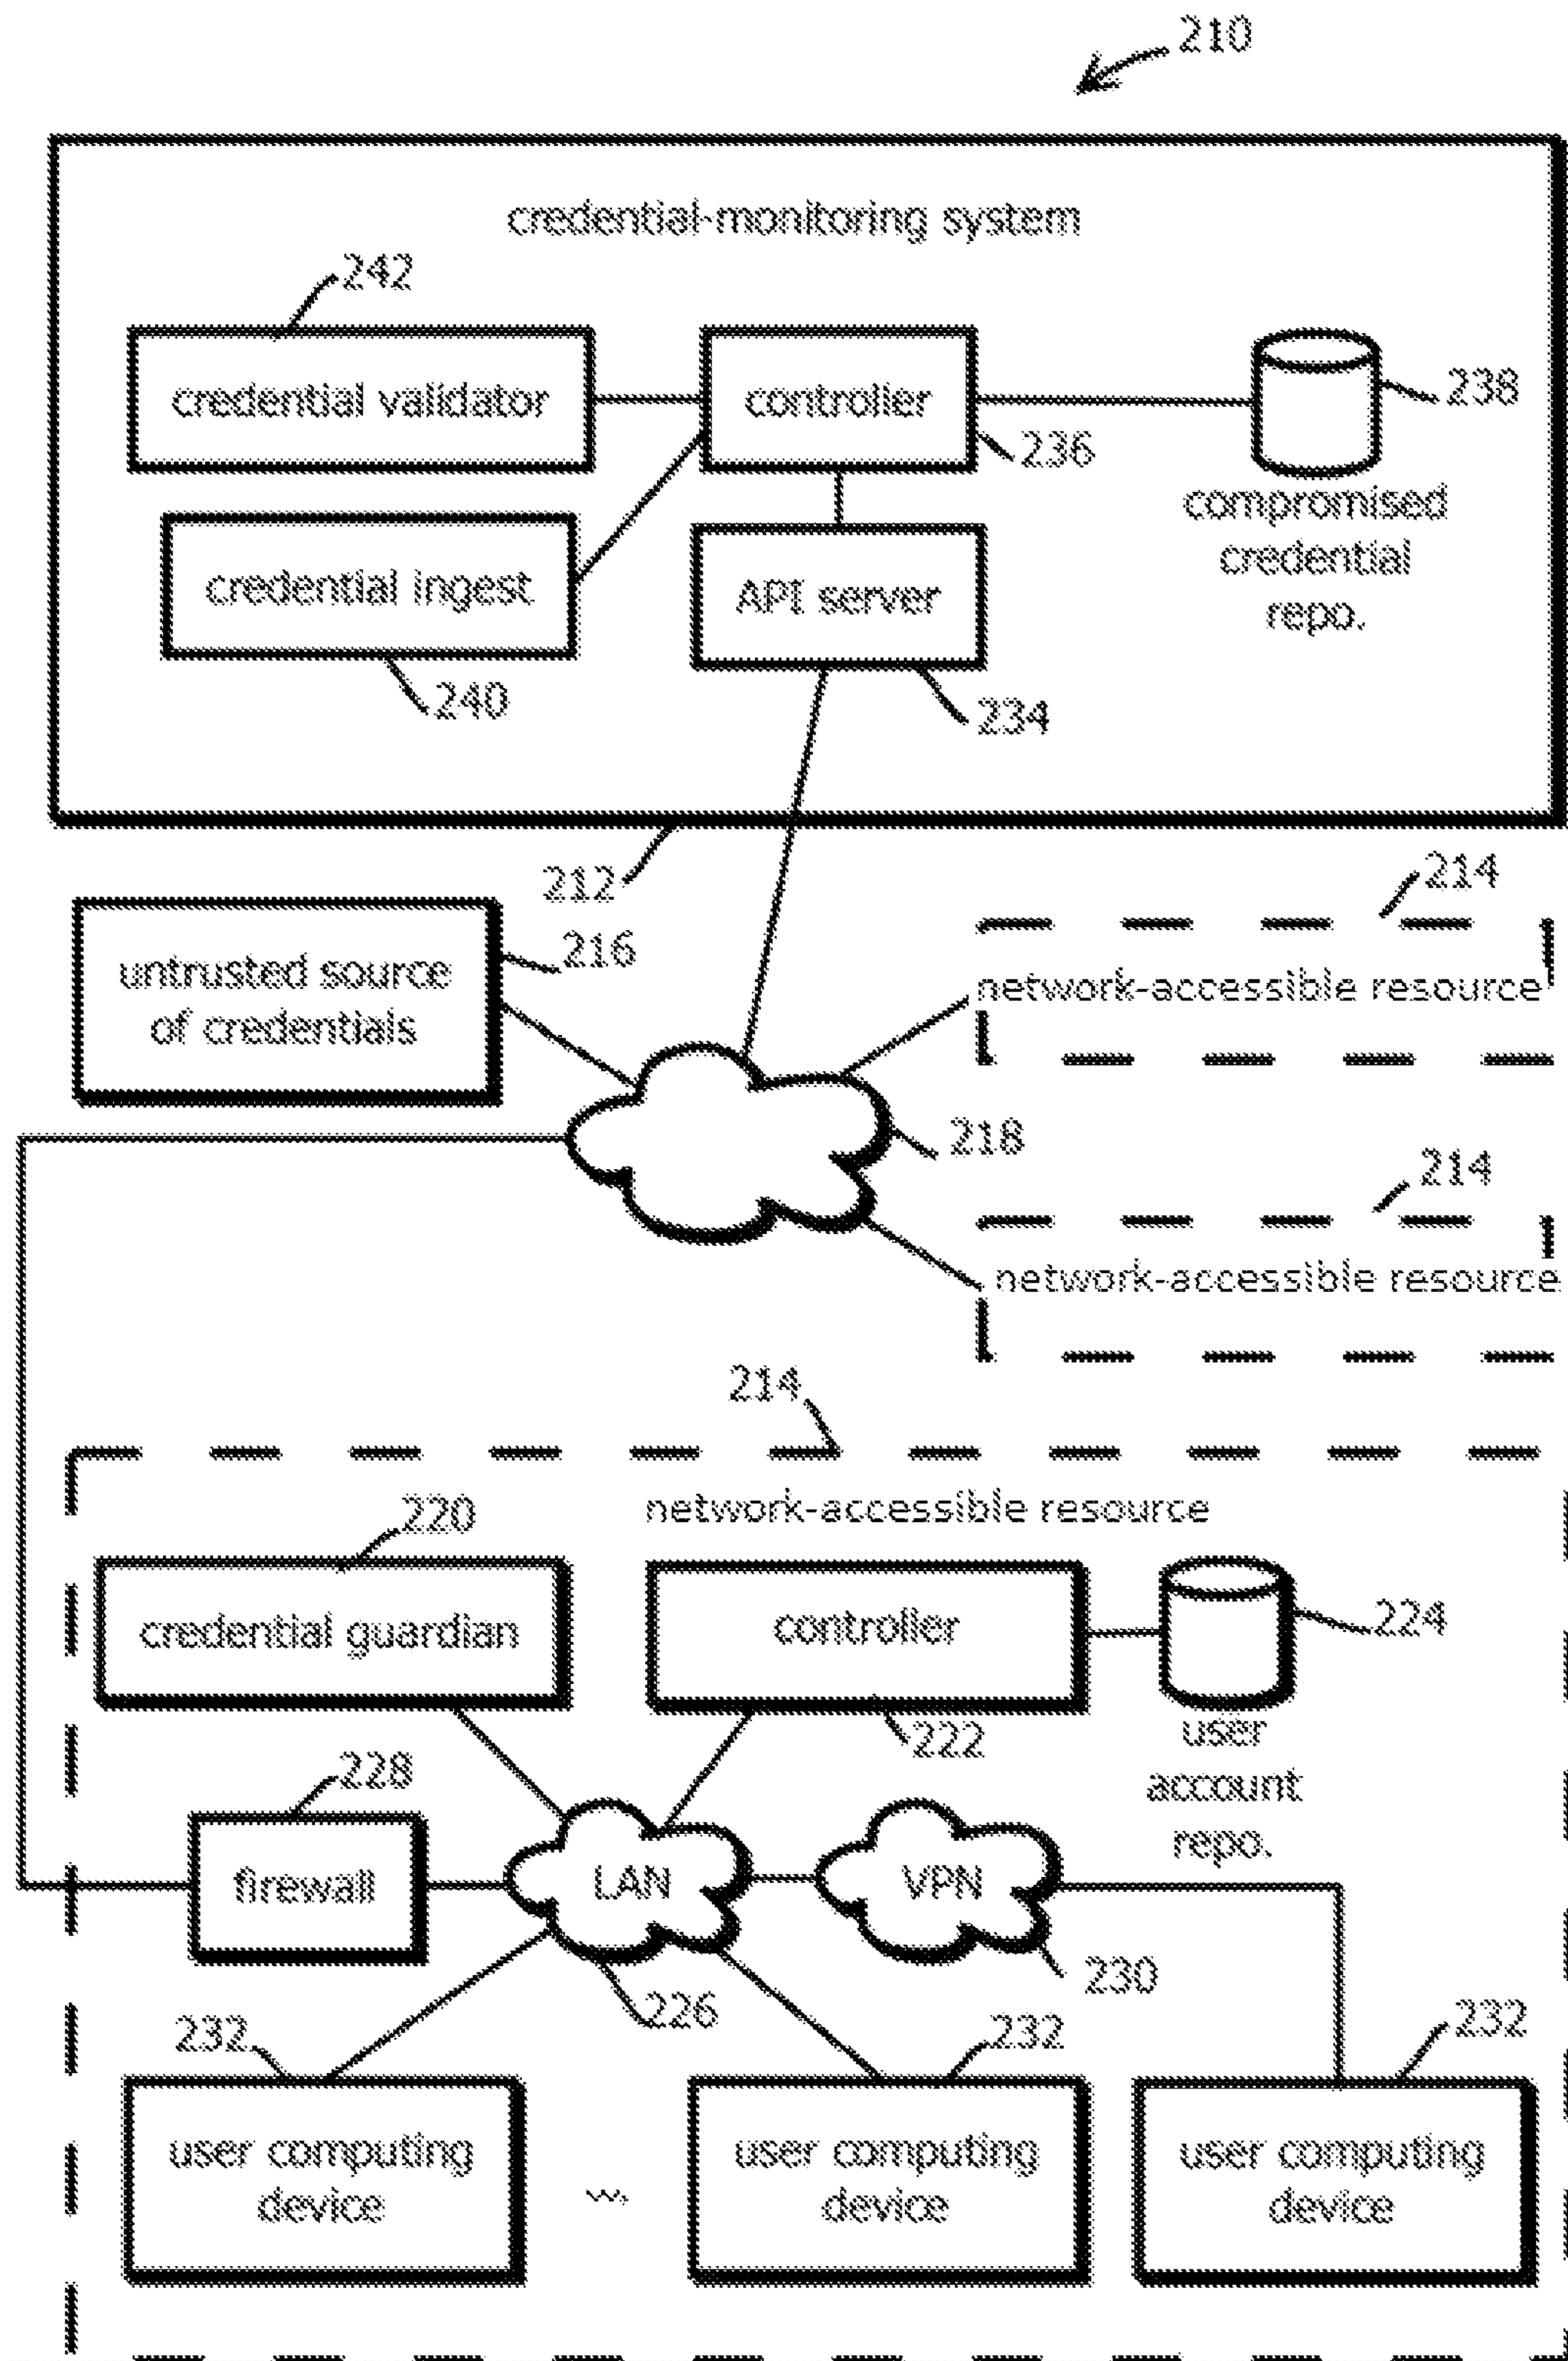 210
credential-monitoring system
242
credential validator
controller
238
236
compromised
credential
repo.
credential ingest
API server
240
234
212
214
216
untrusted source
of credentials
network-accessible resource
218
214
network-accessible resource
214
network-accessible resource
220
credential guardian
controller
224
222
user
account
repo.
228
firewall
LAN
VPN
230
226
232
232
232
user computing
device
...
user computing
device
user computing
device